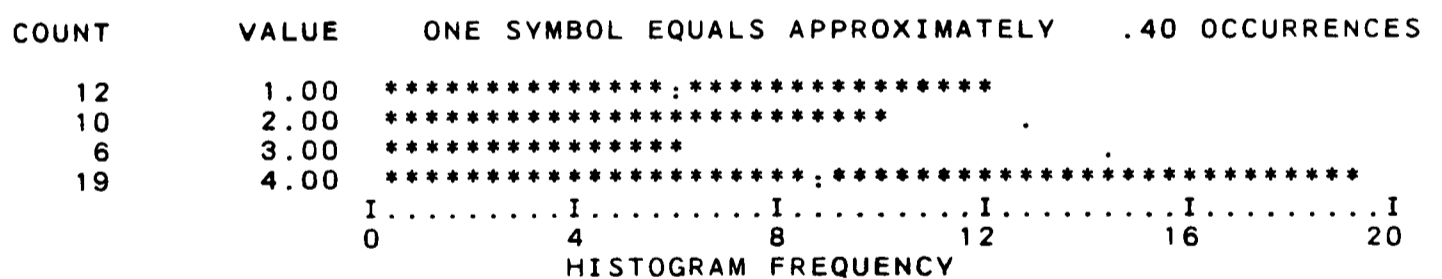 COUNT VALUE ONE SYMBOL EQUALS APPROXIMATELY .40 OCCURRENCES
12 1.00 **************:***************
10 2.00 ************************* .
6 3.00 *************** .
19 4.00 *********************:**************************
I.........I.........I.........I.........I.........I
0 4 8 12 16 20
HISTOGRAM FREQUENCY